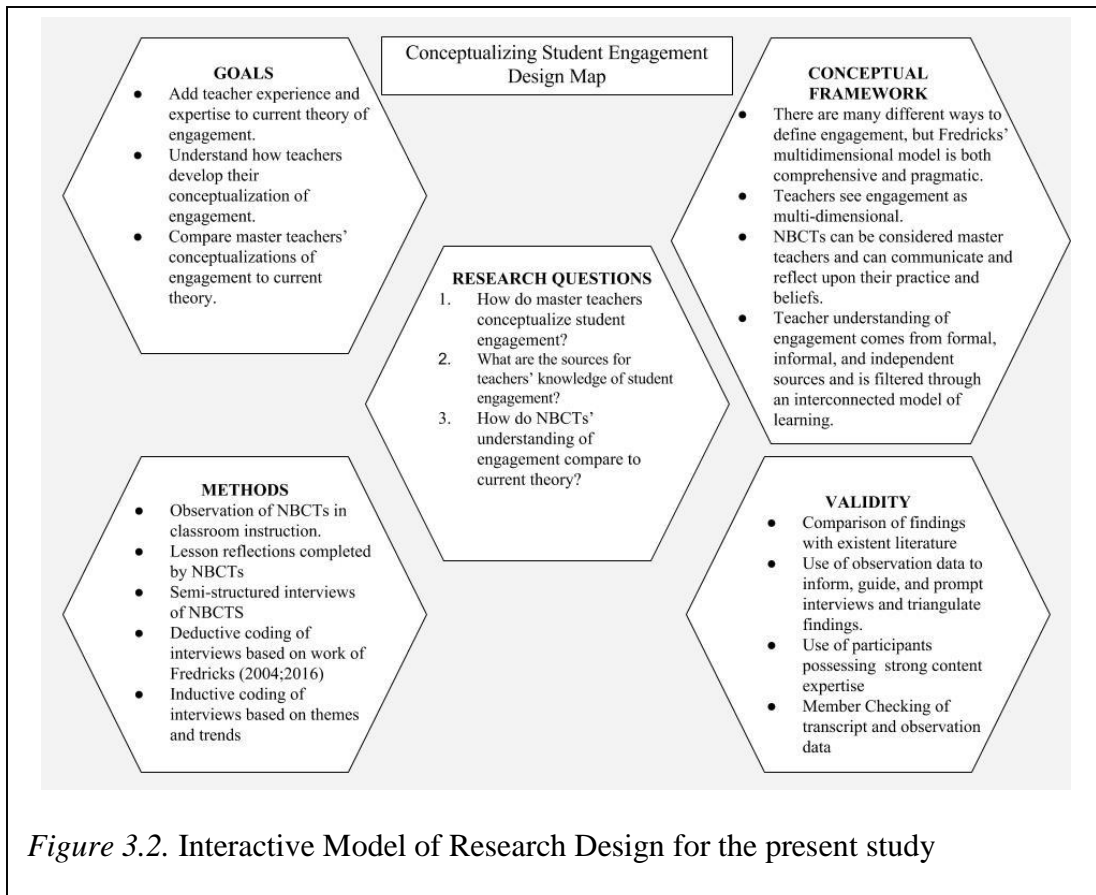 Conceptualizing Student Engagement
Design Map
GOALS
● Add teacher experience and
expertise to current theory of
engagement.
● Understand how teachers
develop their
conceptualization of
engagement.
● Compare master teachers’
conceptualizations of
engagement to current
theory.
CONCEPTUAL
FRAMEWORK
● There are many different ways to
define engagement, but Fredricks’
multidimensional model is both
comprehensive and pragmatic.
● Teachers see engagement as
multi-dimensional.
● NBCTs can be considered master
teachers and can communicate and
reflect upon their practice and
beliefs.
● Teacher understanding of
engagement comes from formal,
informal, and independent
sources and is filtered through
an interconnected model of
learning.
RESEARCH QUESTIONS
1. How do master teachers
conceptualize student
engagement?
2. What are the sources for
teachers’ knowledge of student
engagement?
3. How do NBCTs’
understanding of
engagement compare to
current theory?
METHODS
● Observation of NBCTs in
classroom instruction.
● Lesson reflections completed
by NBCTs
● Semi-structured interviews
of NBCTS
● Deductive coding of
interviews based on work of
Fredricks (2004;2016)
● Inductive coding of
interviews based on themes
and trends
VALIDITY
● Comparison of findings
with existent literature
● Use of observation data to
inform, guide, and prompt
interviews and triangulate
findings.
● Use of participants
possessing strong content
expertise
● Member Checking of
transcript and observation
data
Figure 3.2. Interactive Model of Research Design for the present study